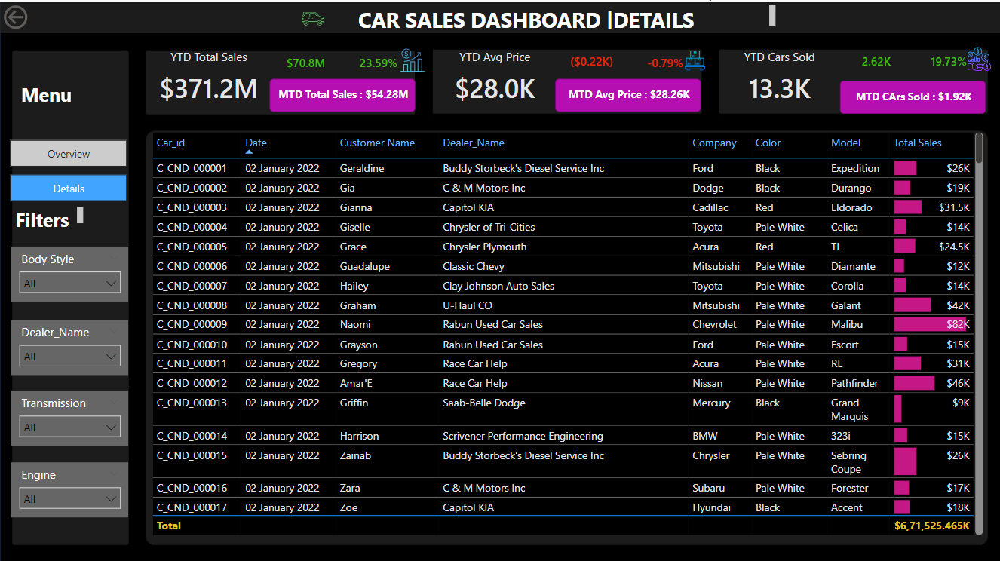 CAR SALES DASHBOARD |DETAILS
Menu
Overview
Details
Filters
Body Style
All
Dealer_Name
All
Transmission
All
Engine
All
YTD Total Sales
$70.8M 23.59%
$371.2M
MTD Total Sales : $54.28M
YTD Avg Price
($0.22K) -0.79%
$28.0K
MTD Avg Price : $28.26K
YTD Cars Sold
2.62K 19.73%
13.3K
MTD CArs Sold : $1.92K
Car_id Date Customer Name Dealer_Name Company Color Model Total Sales
C_CND_000001 02 January 2022 Geraldine Buddy Storbeck's Diesel Service Inc Ford Black Expedition $26K
C_CND_000002 02 January 2022 Gia C & M Motors Inc Dodge Black Durango $19K
C_CND_000003 02 January 2022 Gianna Capitol KIA Cadillac Red Eldorado $31.5K
C_CND_000004 02 January 2022 Giselle Chrysler of Tri-Cities Toyota Pale White Celica $14K
C_CND_000005 02 January 2022 Grace Chrysler Plymouth Acura Red TL $24.5K
C_CND_000006 02 January 2022 Guadalupe Classic Chevy Mitsubishi Pale White Diamante $12K
C_CND_000007 02 January 2022 Hailey Clay Johnson Auto Sales Toyota Pale White Corolla $14K
C_CND_000008 02 January 2022 Graham U-Haul CO Mitsubishi Pale White Galant $42K
C_CND_000009 02 January 2022 Naomi Rabun Used Car Sales Chevrolet Pale White Malibu $82K
C_CND_000010 02 January 2022 Grayson Rabun Used Car Sales Ford Pale White Escort $15K
C_CND_000011 02 January 2022 Gregory Race Car Help Acura Pale White RL $31K
C_CND_000012 02 January 2022 Amar'E Race Car Help Nissan Pale White Pathfinder $46K
C_CND_000013 02 January 2022 Griffin Saab-Belle Dodge Mercury Black Grand $9K
Marquis
C_CND_000014 02 January 2022 Harrison Scrivener Performance Engineering BMW Pale White 323i $15K
C_CND_000015 02 January 2022 Zainab Buddy Storbeck's Diesel Service Inc Chrysler Pale White Sebring $26K
Coupe
C_CND_000016 02 January 2022 Zara C & M Motors Inc Subaru Pale White Forester $17K
C_CND_000017 02 January 2022 Zoe Capitol KIA Hyundai Black Accent $18K
Total $6,71,525.465K